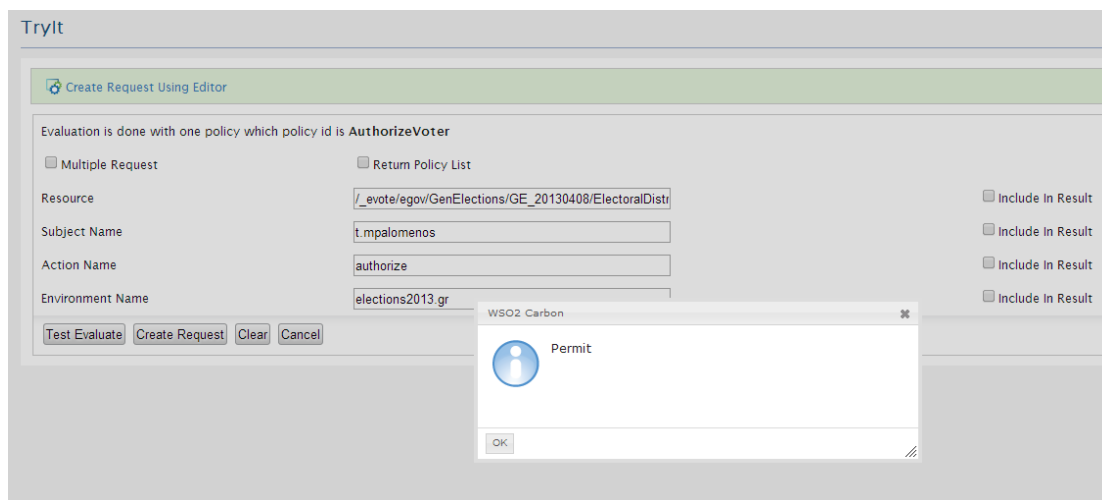 TryIt
Create Request Using Editor
Evaluation is done with one policy which policy id is AuthorizeVoter
Multiple Request Return Policy List
Resource /_evote/egov/GenElections/GE_20130408/ElectoralDistr Include In Result
Subject Name t.mpalomenos Include In Result
Action Name authorize Include In Result
Environment Name elections2013.gr Include In Result
Test Evaluate Create Request Clear Cancel
WSO2 Carbon
Permit
OK